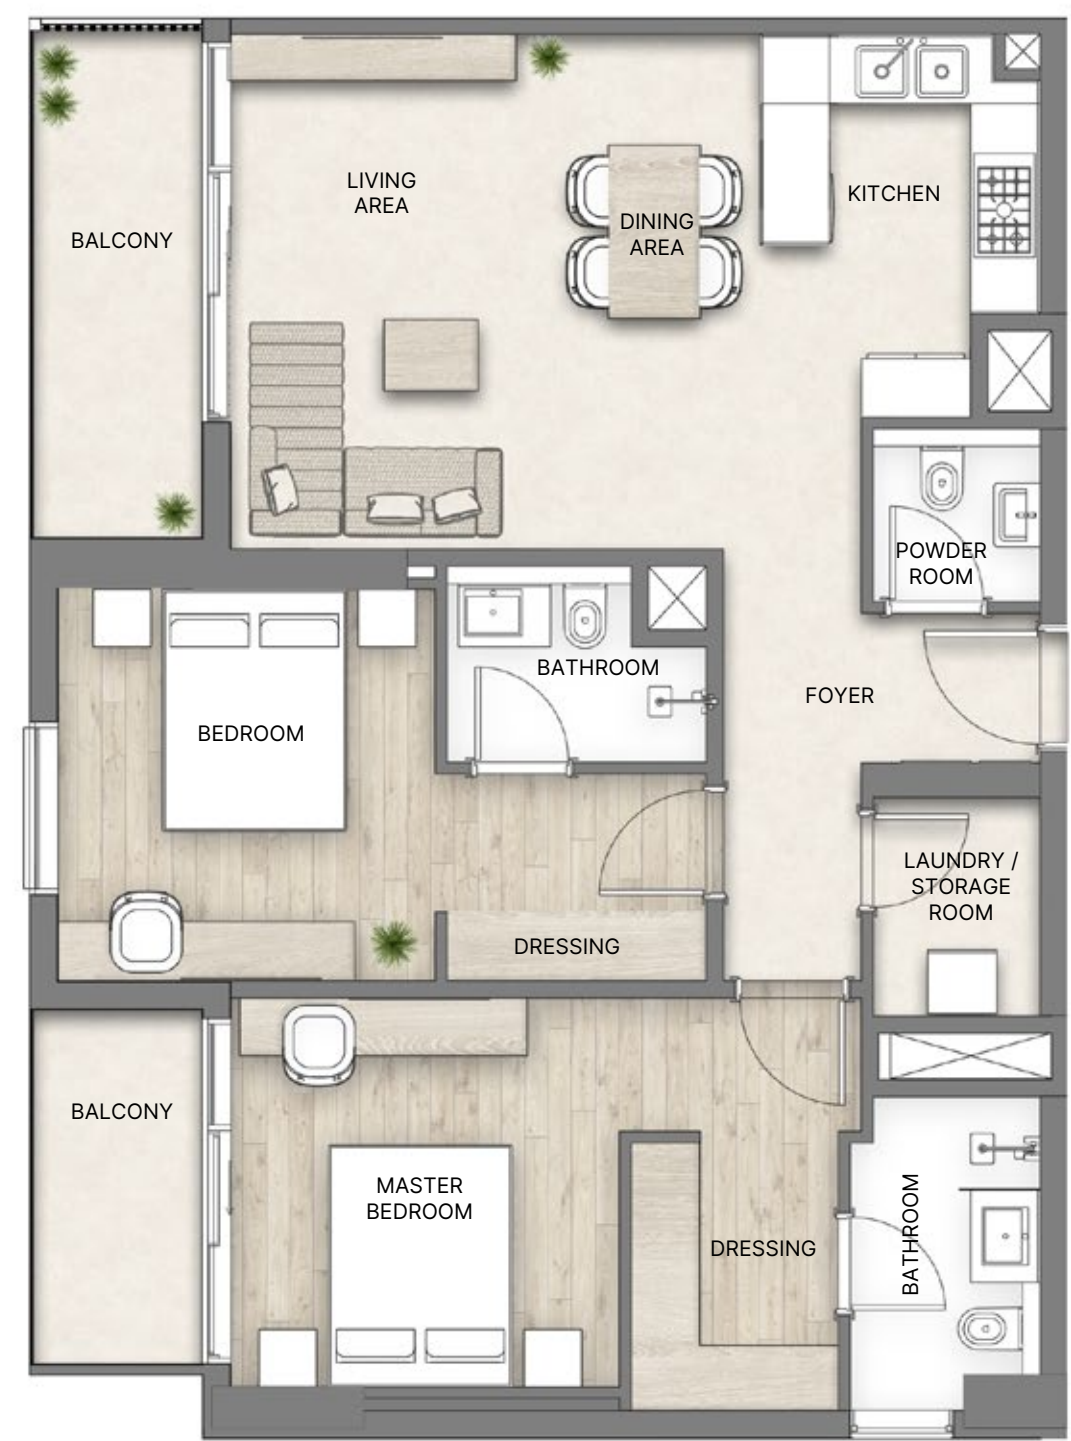 LIVING
AREA
KITCHEN
DINING
AREA
BALCONY
POWDER
ROOM
BATHROOM
FOYER
BEDROOM
LAUNDRY /
STORAGE
ROOM
DRESSING
BALCONY
MASTER
BEDROOM
DRESSING
BATHROOM